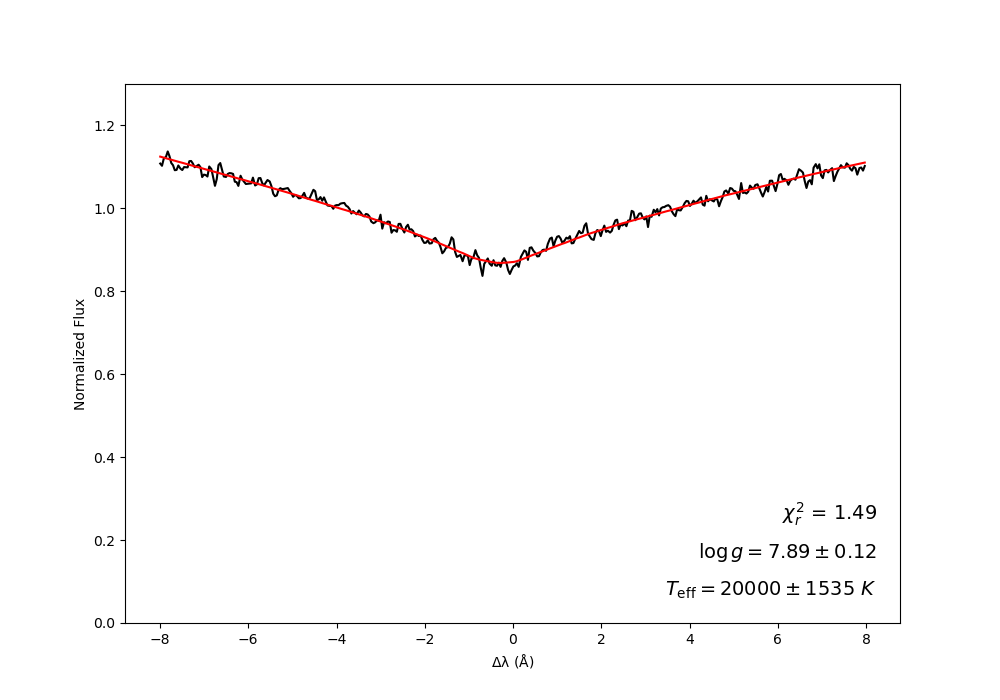 1.2
1.0
0.8
0.6
0.4
0.2
0.0
Normalized Flux
χ²ᵣ = 1.49
log g = 7.89 ± 0.12
T_eff = 20000 ± 1535 K
−8 −6 −4 −2 0 2 4 6 8
Δλ (Å)